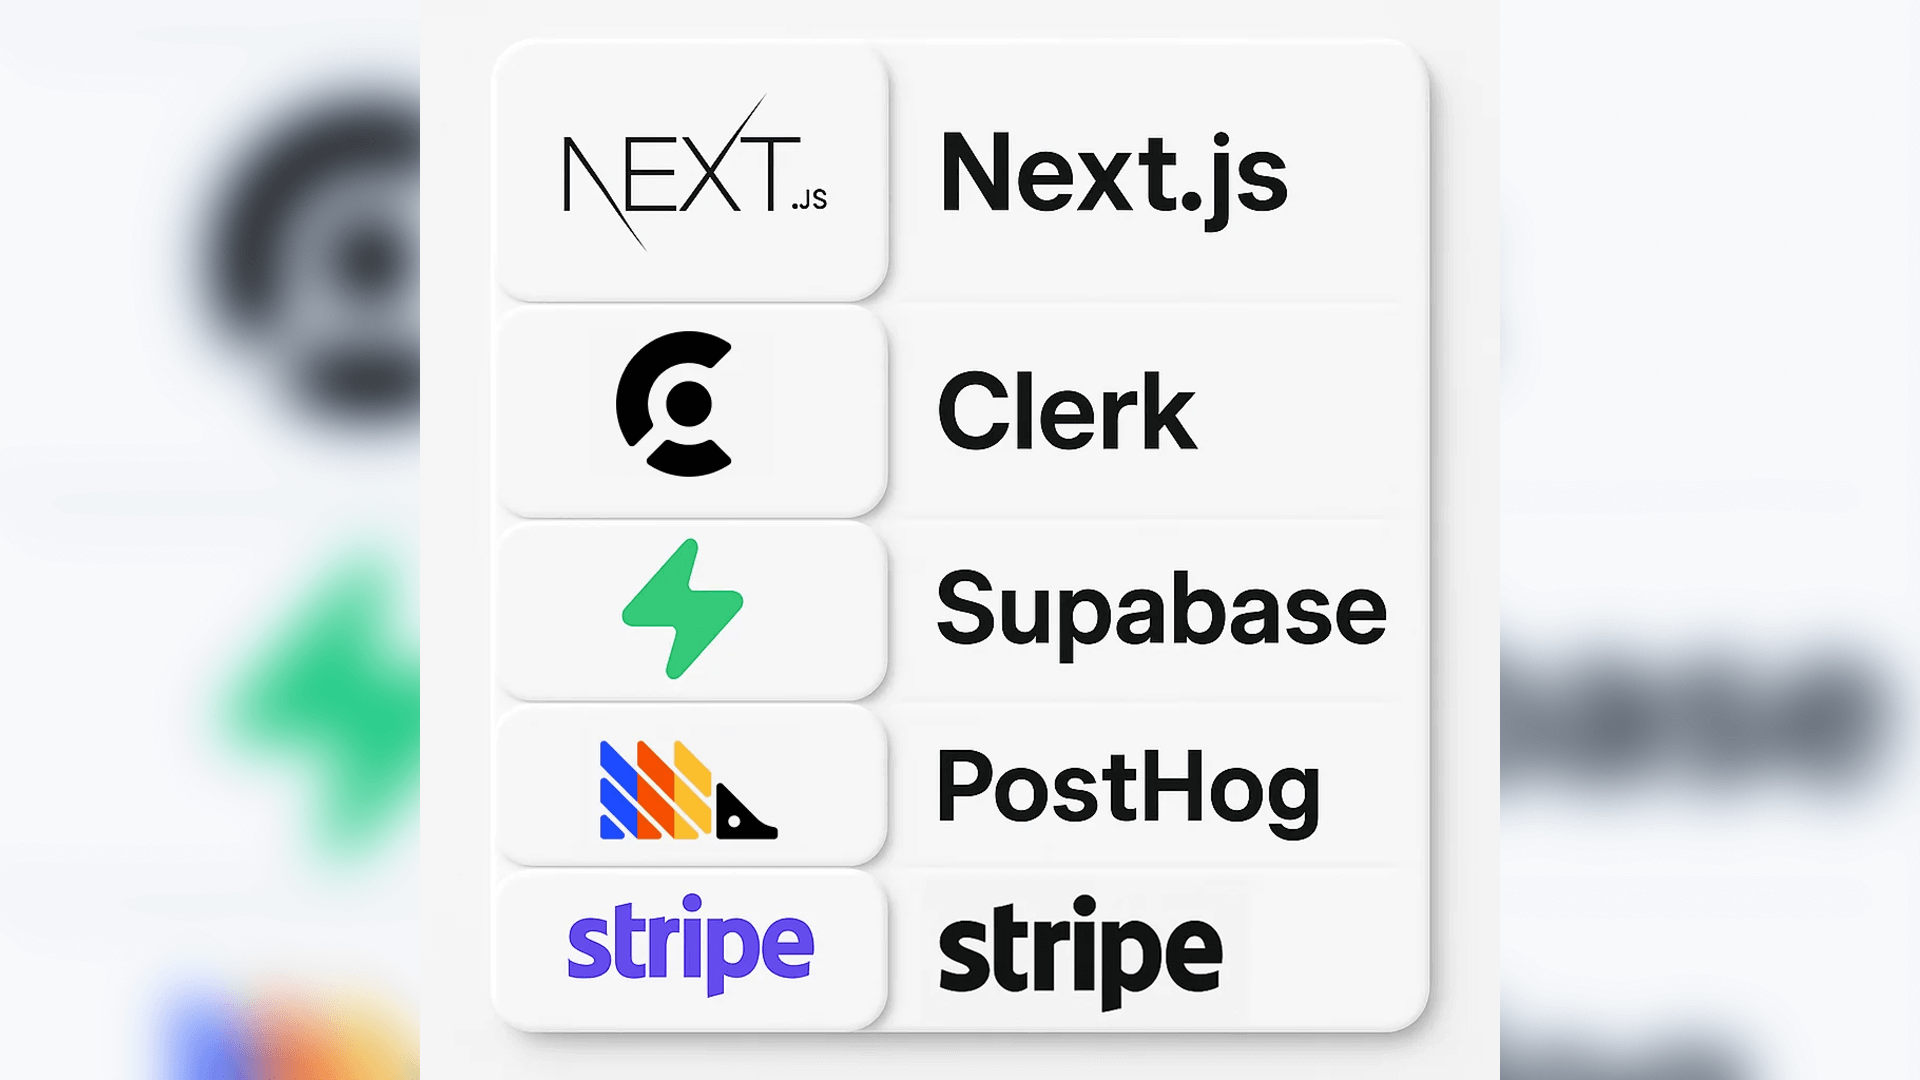 NEXT.JS
Next.js
Clerk
Supabase
PostHog
stripe
stripe